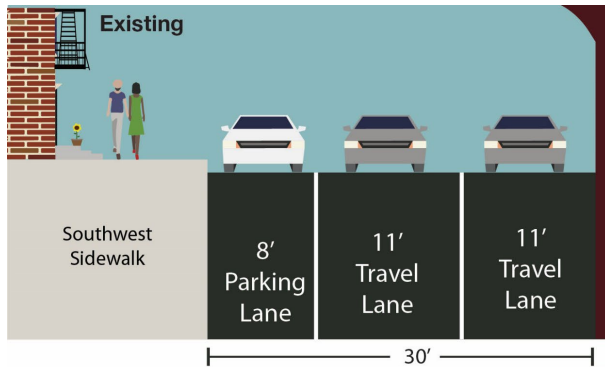 Existing
Southwest
Sidewalk
8'
Parking
Lane
11'
Travel
Lane
11'
Travel
Lane
30'